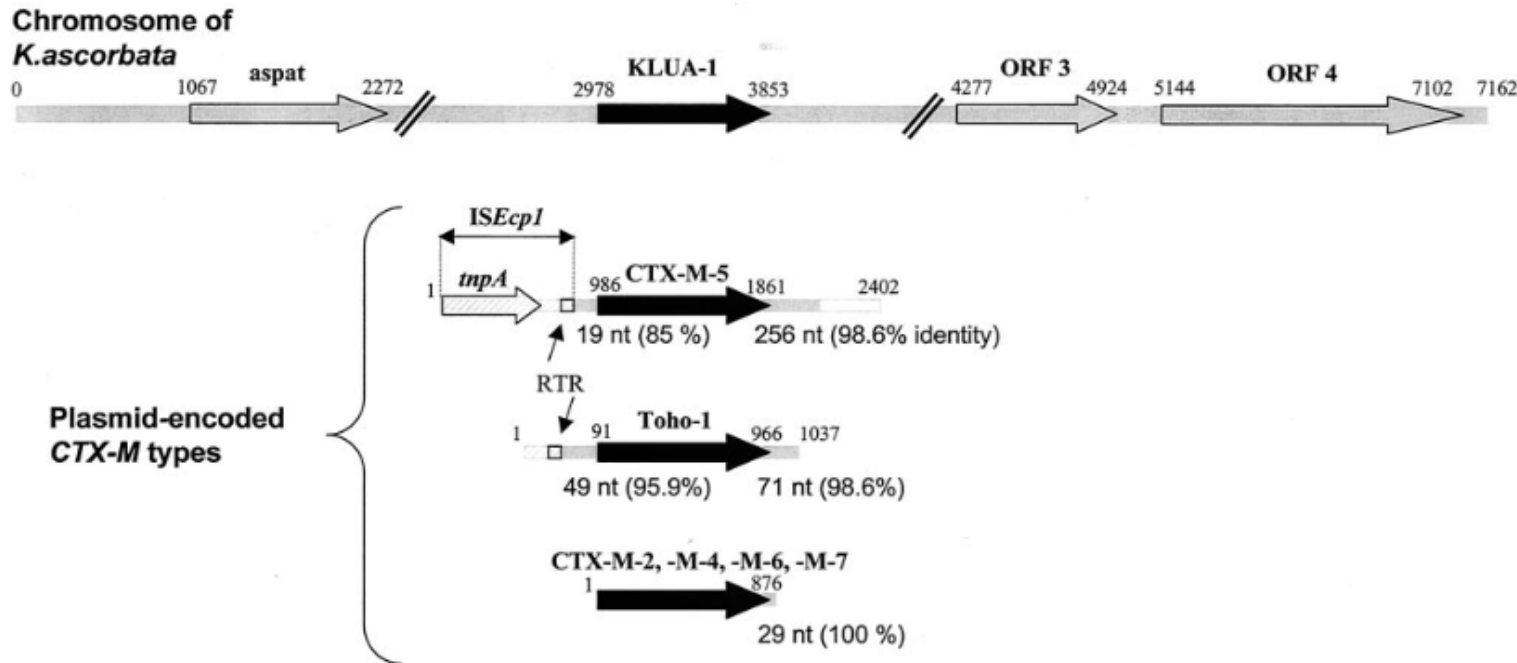 Chromosome of
K.ascorbata
aspat
KLUA-1
ORF 3
ORF 4
0
1067
2272
2978
3853
4277
4924
5144
7102
7162
ISEcp1
tnpA
CTX-M-5
1
986
1861
2402
19 nt (85 %)
256 nt (98.6% identity)
RTR
Plasmid-encoded
CTX-M types
Toho-1
1
91
966
1037
49 nt (95.9%)
71 nt (98.6%)
CTX-M-2, -M-4, -M-6, -M-7
1
876
29 nt (100 %)